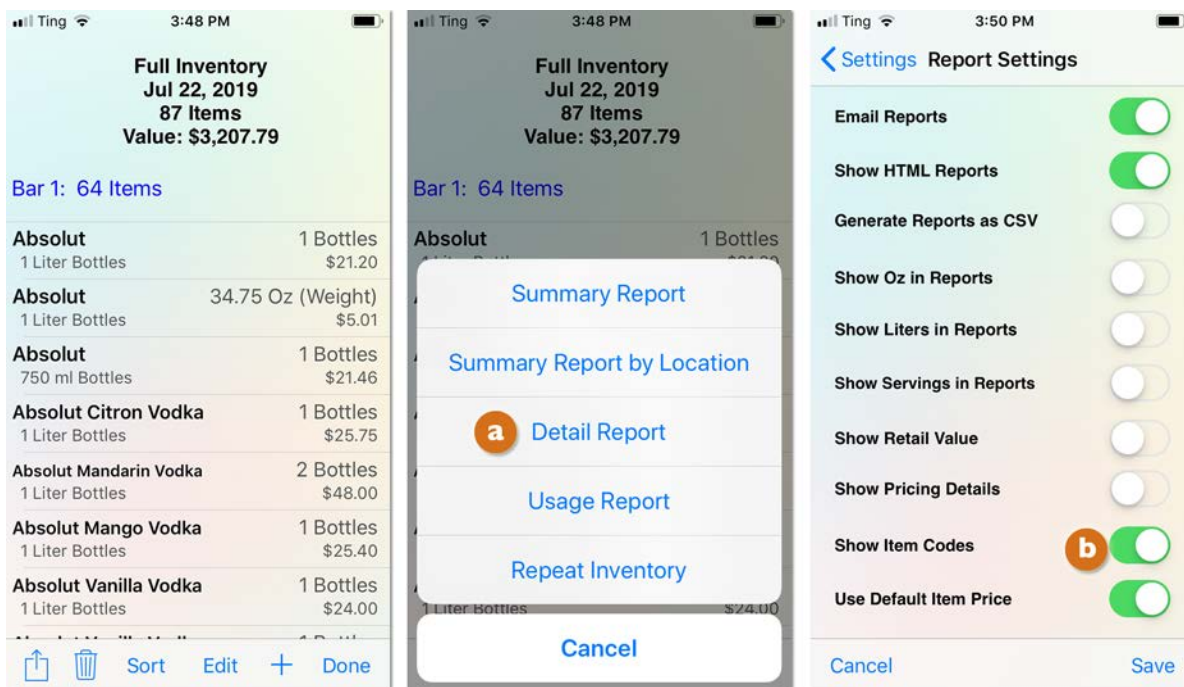 Ting 3:48 PM
Full Inventory
Jul 22, 2019
87 Items
Value: $3,207.79
Bar 1: 64 Items
Absolut 1 Bottles
1 Liter Bottles $21.20
Absolut 34.75 Oz (Weight)
1 Liter Bottles $5.01
Absolut 1 Bottles
750 ml Bottles $21.46
Absolut Citron Vodka 1 Bottles
1 Liter Bottles $25.75
Absolut Mandarin Vodka 2 Bottles
1 Liter Bottles $48.00
Absolut Mango Vodka 1 Bottles
1 Liter Bottles $25.40
Absolut Vanilla Vodka 1 Bottles
1 Liter Bottles $24.00
Sort Edit + Done
Ting 3:48 PM
Full Inventory
Jul 22, 2019
87 Items
Value: $3,207.79
Bar 1: 64 Items
Absolut 1 Bottles
Summary Report
Summary Report by Location
a Detail Report
Usage Report
Repeat Inventory
1 Liter Bottles $24.00
Cancel
Ting 3:50 PM
Settings Report Settings
Email Reports
Show HTML Reports
Generate Reports as CSV
Show Oz in Reports
Show Liters in Reports
Show Servings in Reports
Show Retail Value
Show Pricing Details
Show Item Codes b
Use Default Item Price
Cancel Save